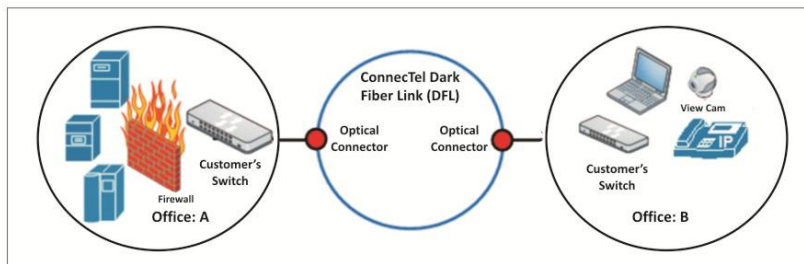 ConnecTel Dark
Fiber Link (DFL)
Optical
Connector
Optical
Connector
Customer's
Switch
Firewall
Office: A
View Cam
IP
Customer's
Switch
Office: B